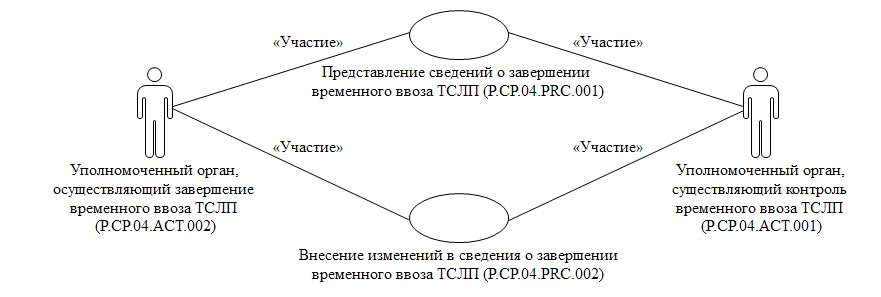 «Участие»
«Участие»
Представление сведений о завершении
временного ввоза ТСЛП (P.CP.04.PRC.001)
«Участие»
«Участие»
Уполномоченный орган,
осуществляющий завершение
временного ввоза ТСЛП
(P.CP.04.ACT.002)
Уполномоченный орган,
существляющий контроль
временного ввоза ТСЛП
(P.CP.04.ACT.001)
Внесение изменений в сведения о завершении
временного ввоза ТСЛП (P.CP.04.PRC.002)